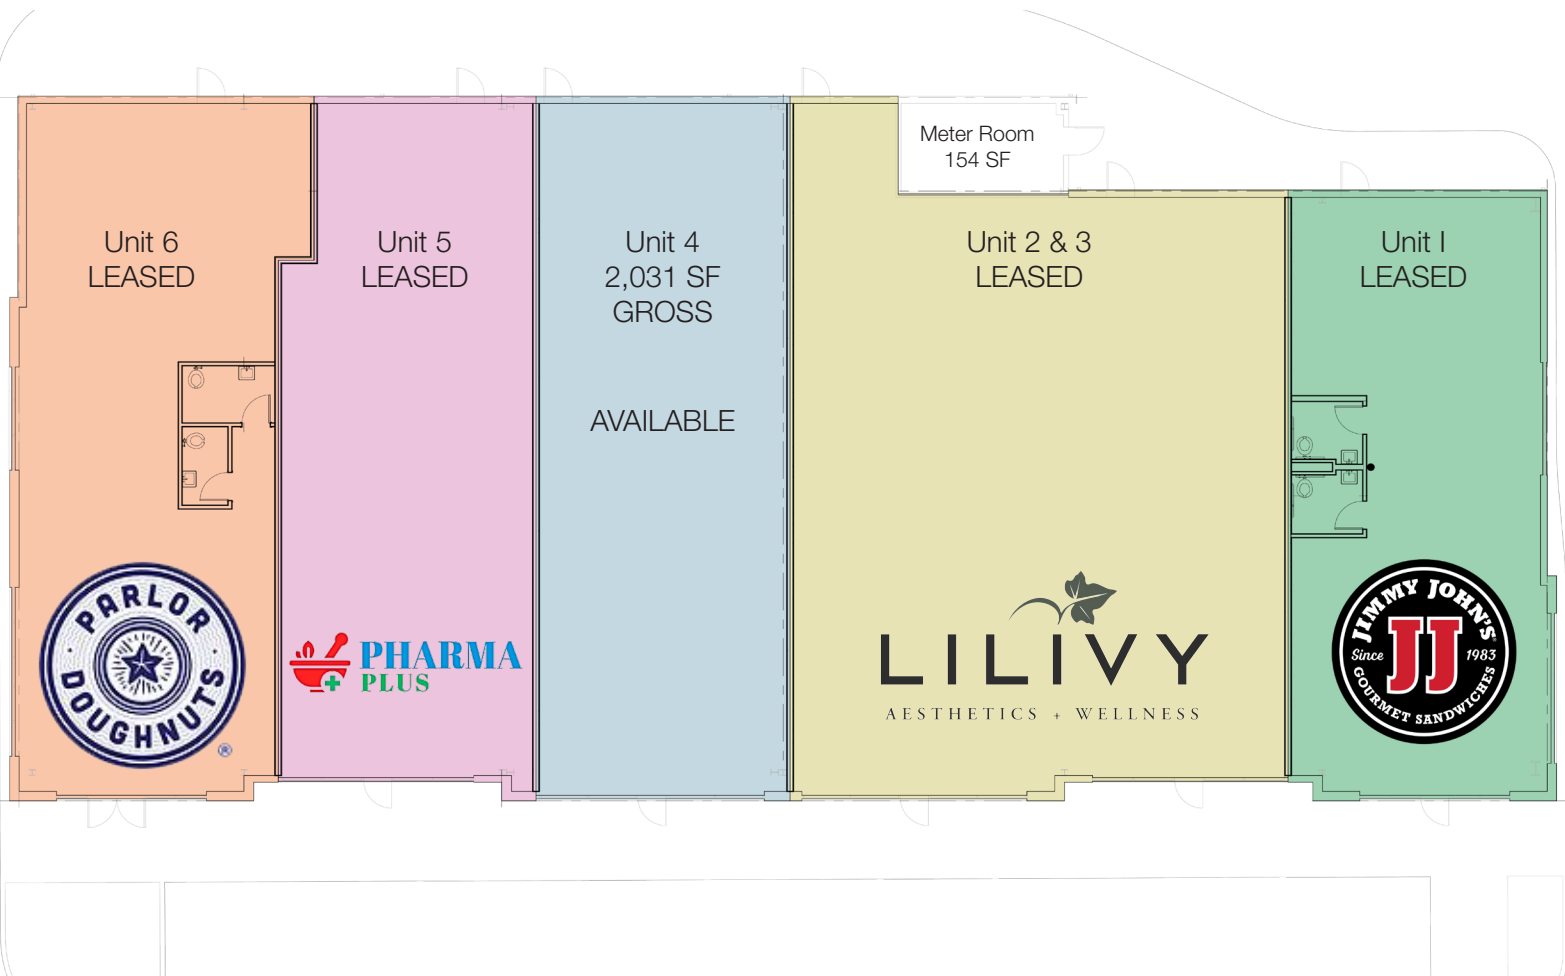 Meter Room
154 SF
Unit 6
LEASED
Unit 5
LEASED
Unit 4
2,031 SF
GROSS
AVAILABLE
Unit 2 & 3
LEASED
Unit I
LEASED
PARLOR
DOUGHNUTS
®
PHARMA
PLUS
LILIVY
AESTHETICS + WELLNESS
JIMMY JOHN'S®
Since JJ 1983
GOURMET SANDWICHES